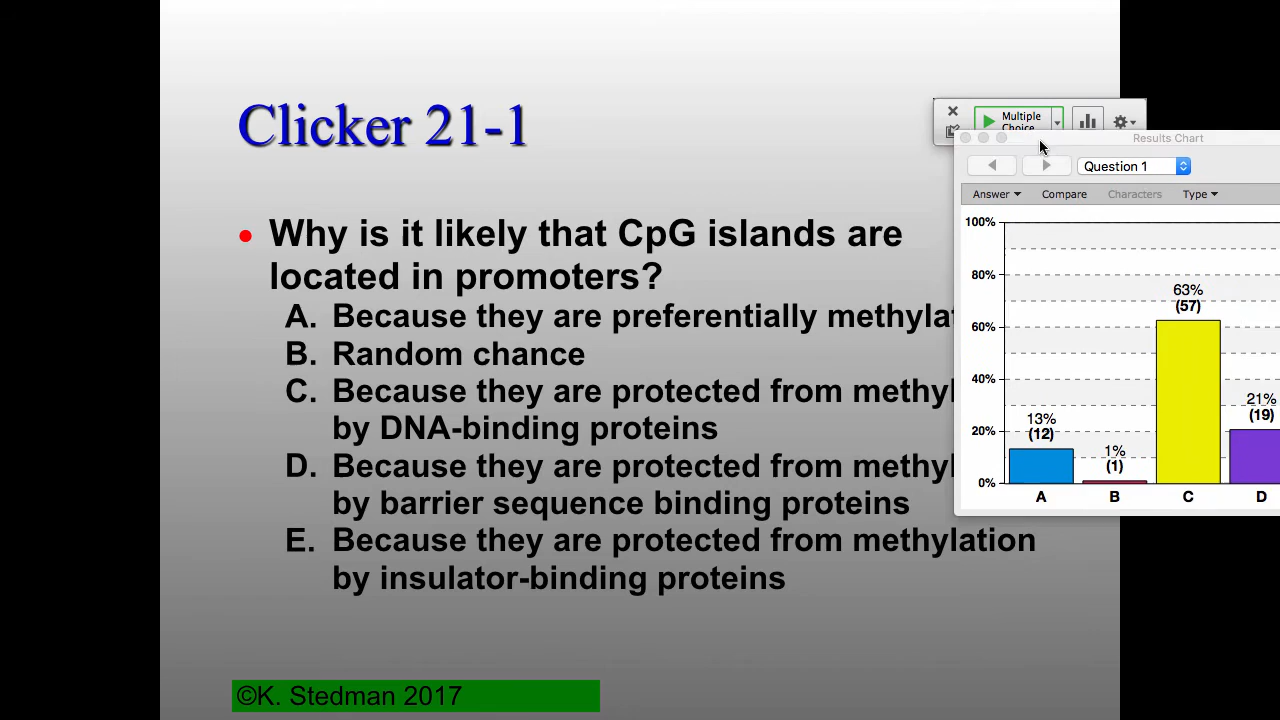 Clicker 21-1
Why is it likely that CpG islands are
located in promoters?
A. Because they are preferentially methylat
B. Random chance
C. Because they are protected from methyl
by DNA-binding proteins
D. Because they are protected from methyl
by barrier sequence binding proteins
E. Because they are protected from methylation
by insulator-binding proteins
©K. Stedman 2017
Multiple
Choice
Results Chart
Question 1
Answer Compare Characters Type
100%
80%
60%
40%
20%
0%
13%
(12)
1%
(1)
63%
(57)
21%
(19)
A B C D